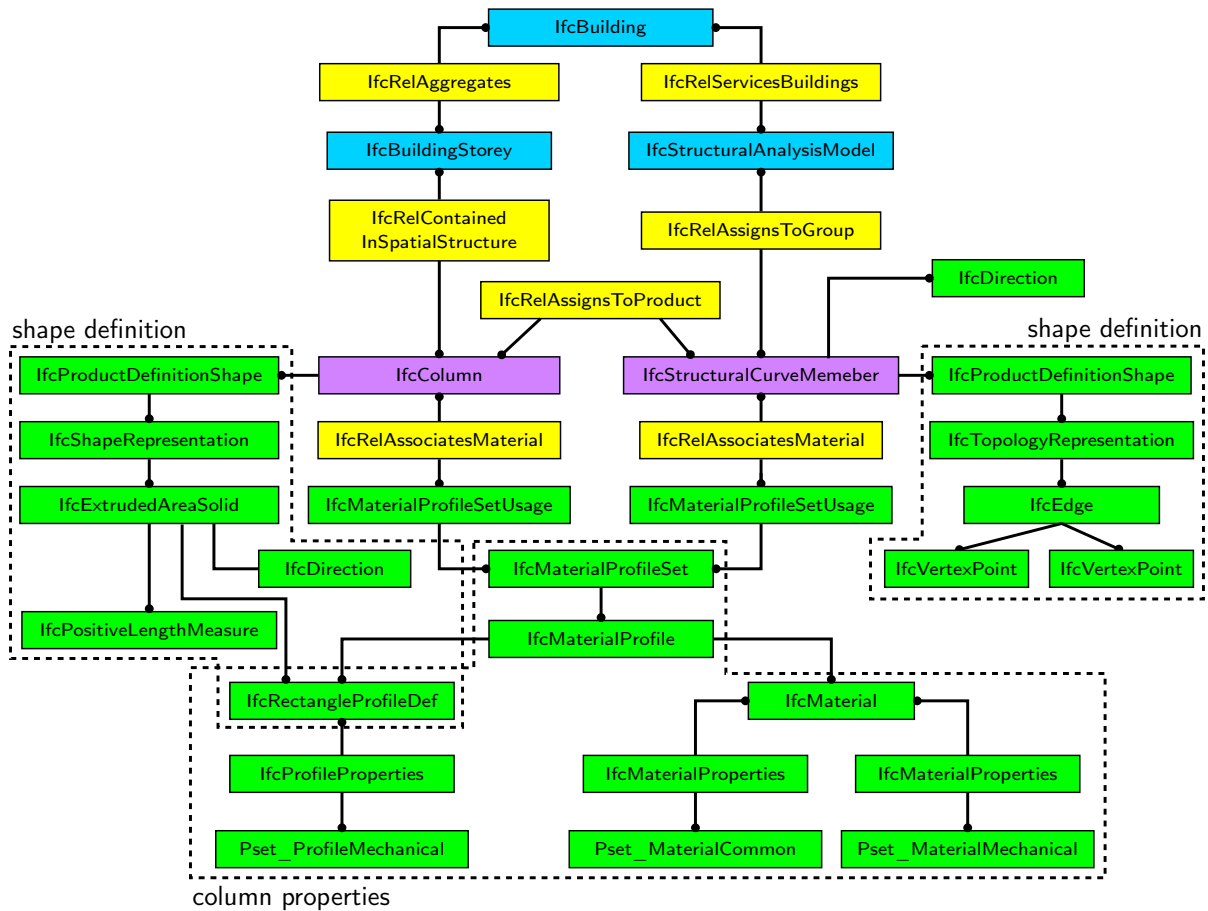 IfcBuilding
IfcRelAggregates
IfcRelServicesBuildings
IfcBuildingStorey
IfcStructuralAnalysisModel
IfcRelContained
InSpatialStructure
IfcRelAssignsToGroup
IfcDirection
IfcRelAssignsToProduct
shape definition
shape definition
IfcProductDefinitionShape
IfcColumn
IfcStructuralCurveMemeber
IfcProductDefinitionShape
IfcShapeRepresentation
IfcRelAssociatesMaterial
IfcRelAssociatesMaterial
IfcTopologyRepresentation
IfcExtrudedAreaSolid
IfcMaterialProfileSetUsage
IfcMaterialProfileSetUsage
IfcEdge
IfcDirection
IfcMaterialProfileSet
IfcVertexPoint
IfcVertexPoint
IfcPositiveLengthMeasure
IfcMaterialProfile
IfcRectangleProfileDef
IfcMaterial
IfcProfileProperties
IfcMaterialProperties
IfcMaterialProperties
Pset_ProfileMechanical
Pset_MaterialCommon
Pset_MaterialMechanical
column properties